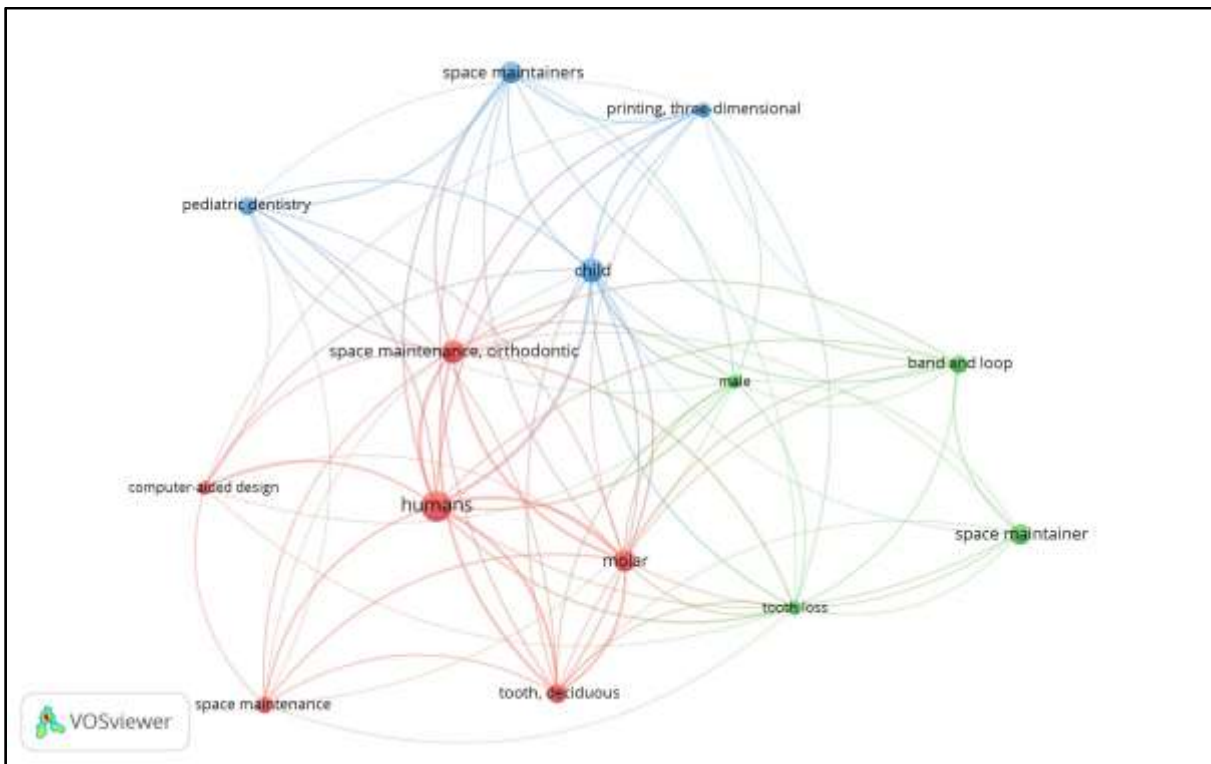 space maintainers
printing, three-dimensional
pediatric dentistry
child
space maintenance, orthodontic
band and loop
male
computer-aided design
humans
space maintainer
molar
tooth loss
tooth, deciduous
space maintenance
VOSviewer